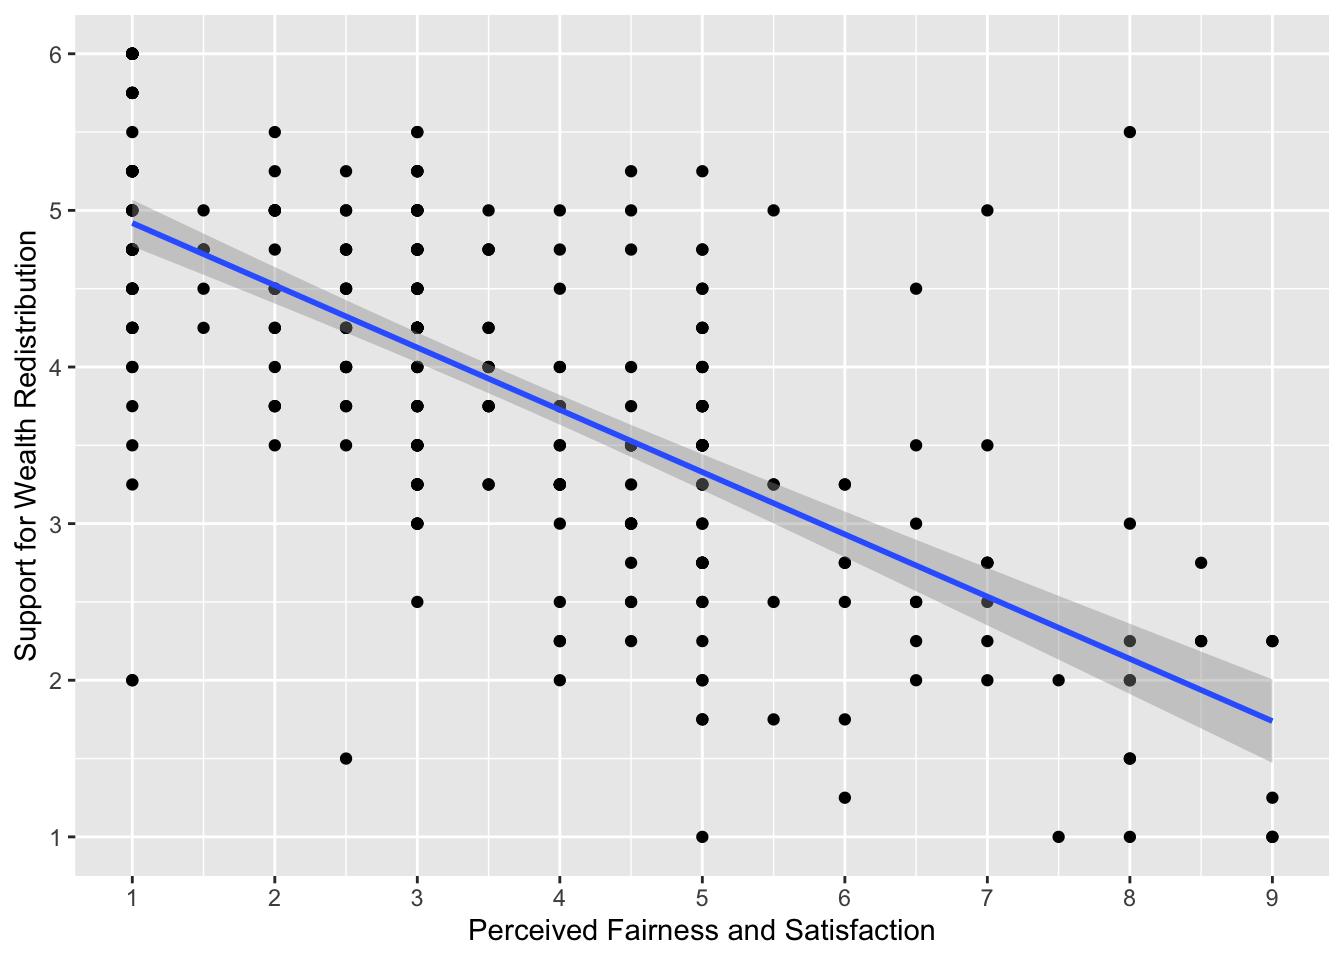 Support for Wealth Redistribution
6
5
4
3
2
1
1 2 3 4 5 6 7 8 9
Perceived Fairness and Satisfaction